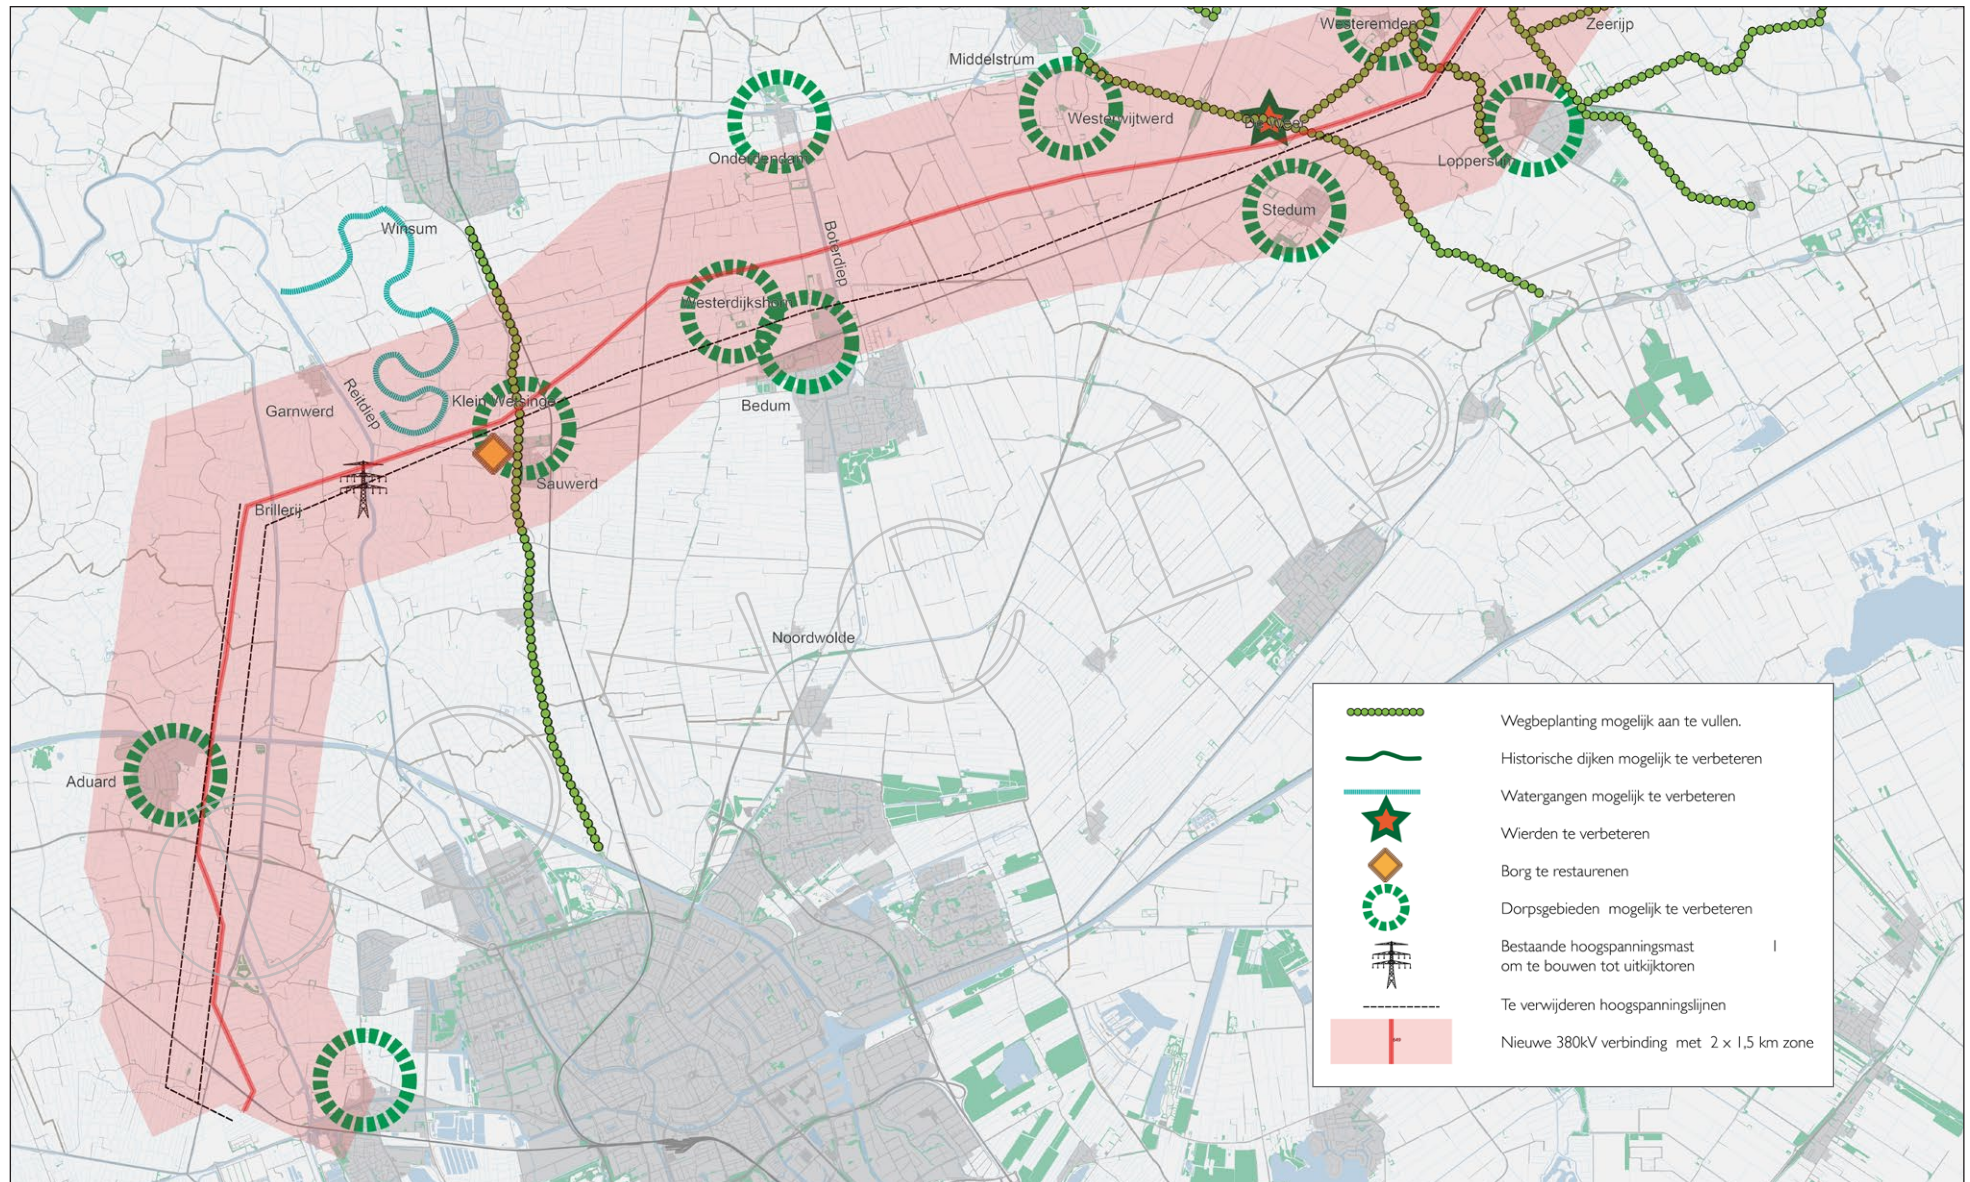 Westeremden
Zeerijp
Middelstrum
Westerwijtwerd
De Weer
Onderdendam
Loppersum
Stedum
Winsum
Boterdiep
Westerdijkshorn
Reitdiep
Garnwerd
Klein Wetsinge
Bedum
Sauwerd
Brillerij
Noordwolde
Aduard
Wegbeplanting mogelijk aan te vullen.
Historische dijken mogelijk te verbeteren
Watergangen mogelijk te verbeteren
Wierden te verbeteren
Borg te restaurenen
Dorpsgebieden mogelijk te verbeteren
Bestaande hoogspanningsmast l
om te bouwen tot uitkijktoren
Te verwijderen hoogspanningslijnen
Nieuwe 380kV verbinding met 2 x 1,5 km zone